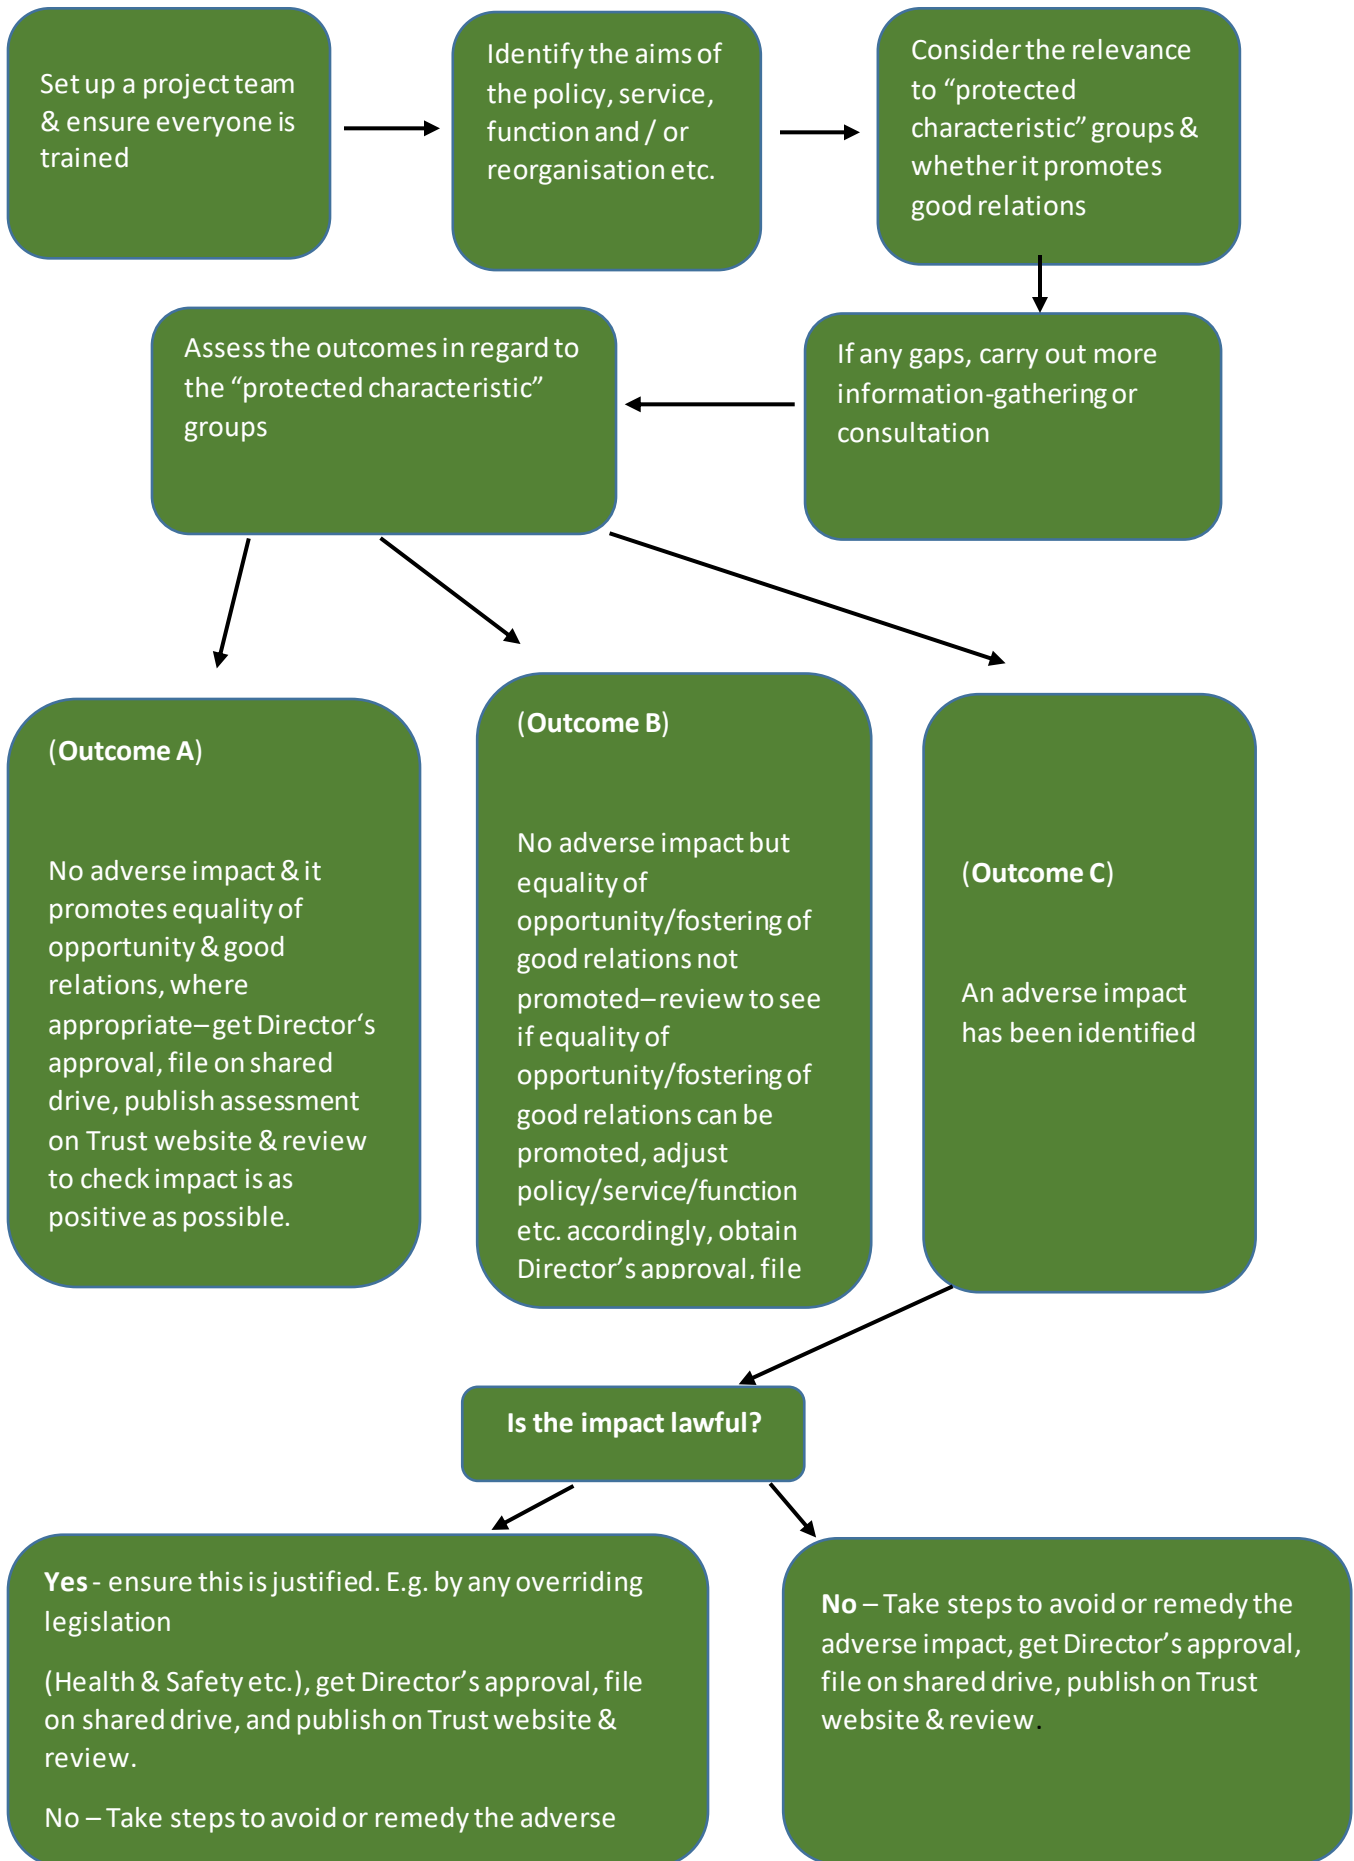 Set up a project team
& ensure everyone is
trained
Identify the aims of
the policy, service,
function and / or
reorganisation etc.
Consider the relevance
to “protected
characteristic” groups &
whether it promotes
good relations
If any gaps, carry out more
information-gathering or
consultation
Assess the outcomes in regard to
the “protected characteristic”
groups
(Outcome A)
No adverse impact & it
promotes equality of
opportunity & good
relations, where
appropriate– get Director‘s
approval, file on shared
drive, publish assessment
on Trust website & review
to check impact is as
positive as possible.
(Outcome B)
No adverse impact but
equality of
opportunity/fostering of
good relations not
promoted– review to see
if equality of
opportunity/fostering of
good relations can be
promoted, adjust
policy/service/function
etc. accordingly, obtain
Director’s approval, file
(Outcome C)
An adverse impact
has been identified
Is the impact lawful?
Yes - ensure this is justified. E.g. by any overriding
legislation
(Health & Safety etc.), get Director’s approval, file
on shared drive, and publish on Trust website &
review.
No – Take steps to avoid or remedy the adverse
No – Take steps to avoid or remedy the
adverse impact, get Director’s approval,
file on shared drive, publish on Trust
website & review.